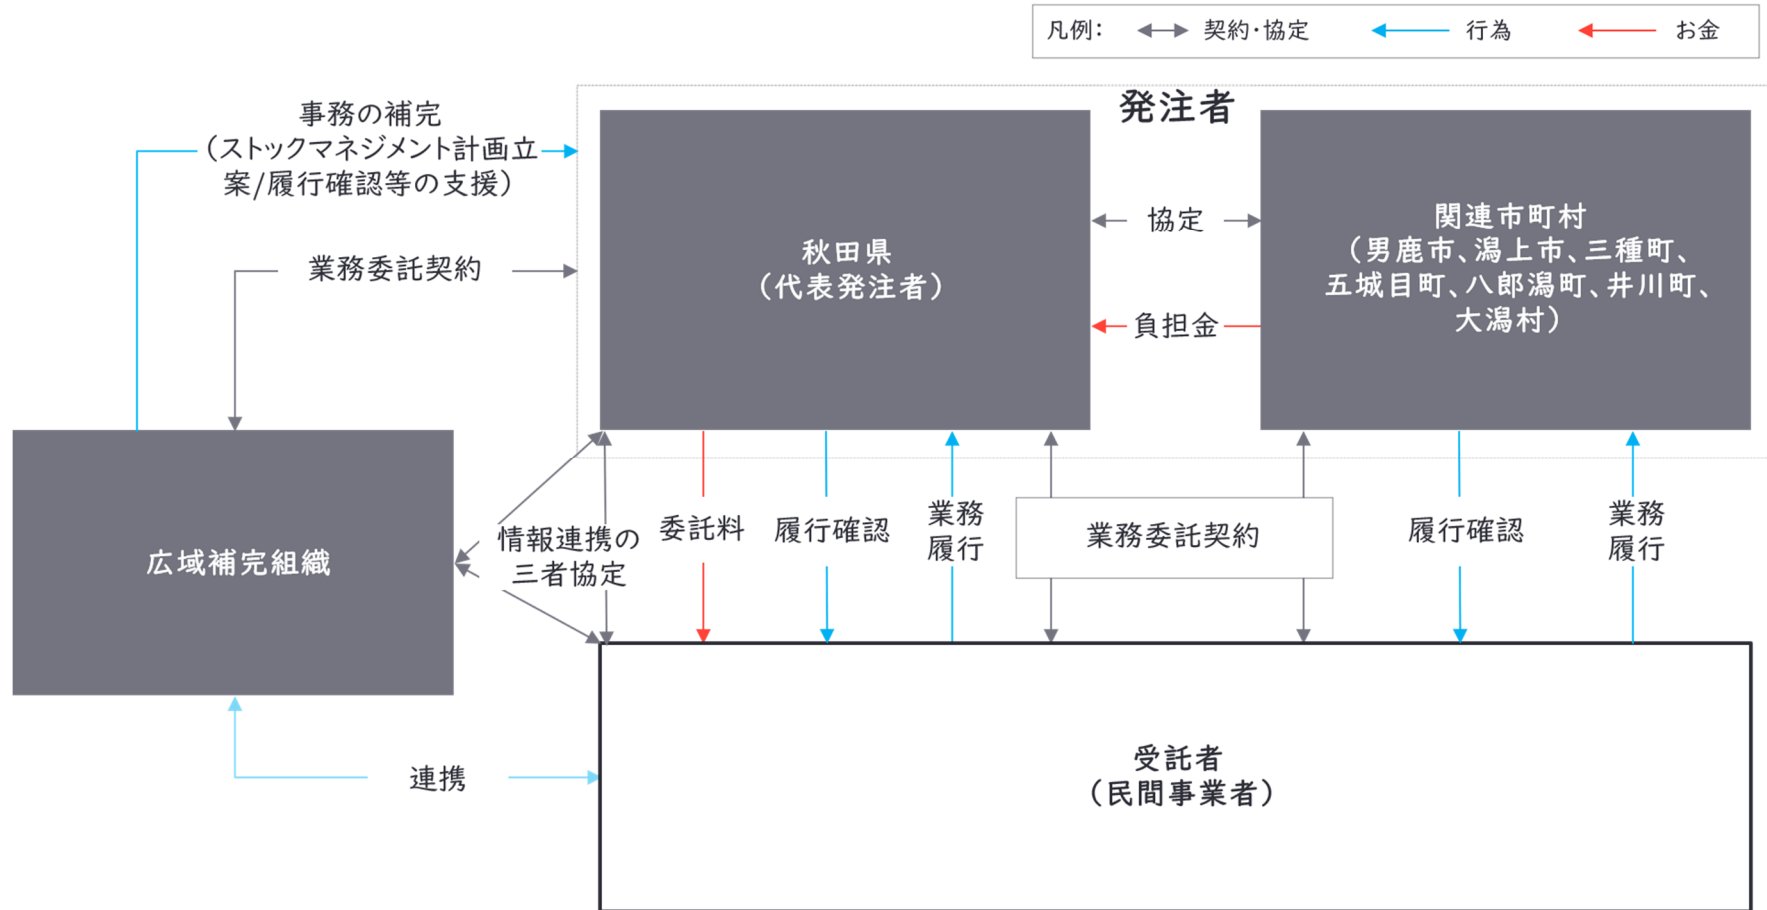 凡例： 契約・協定 行為 お金
発注者
事務の補完
（ストックマネジメント計画立
案/履行確認等の支援）
業務委託契約
秋田県
（代表発注者）
協定
負担金
関連市町村
（男鹿市、潟上市、三種町、
五城目町、八郎潟町、井川町、
大潟村）
広域補完組織
情報連携の
三者協定
委託料
履行確認
業務
履行
業務委託契約
履行確認
業務
履行
連携
受託者
（民間事業者）